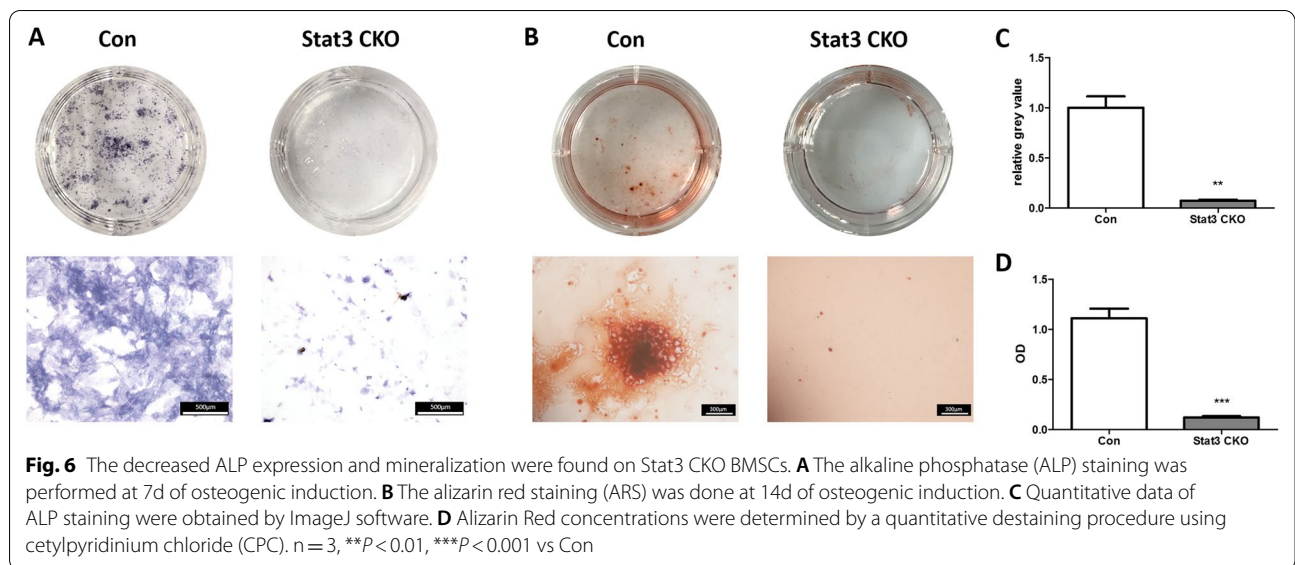 A
Con
Stat3 CKO
B
Con
Stat3 CKO
500μm
500μm
300μm
300μm
C
relative grey value
1.5
1.0
0.5
0.0
**
Con
Stat3 CKO
D
OD
1.5
1.0
0.5
0.0
***
Con
Stat3 CKO
Fig. 6 The decreased ALP expression and mineralization were found on Stat3 CKO BMSCs. A The alkaline phosphatase (ALP) staining was
performed at 7d of osteogenic induction. B The alizarin red staining (ARS) was done at 14d of osteogenic induction. C Quantitative data of
ALP staining were obtained by ImageJ software. D Alizarin Red concentrations were determined by a quantitative destaining procedure using
cetylpyridinium chloride (CPC). n = 3, **P < 0.01, ***P < 0.001 vs Con